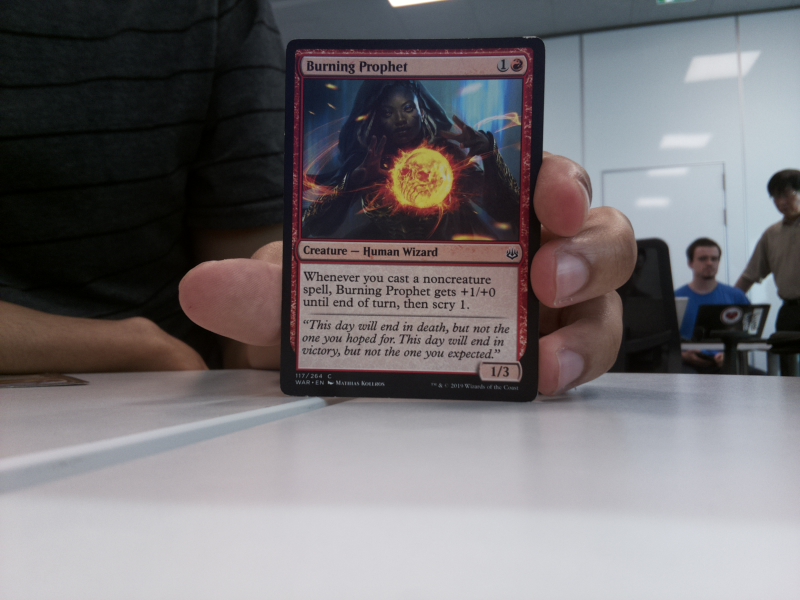 Burning Prophet 1
Creature — Human Wizard
Whenever you cast a noncreature
spell, Burning Prophet gets +1/+0
until end of turn, then scry 1.
“This day will end in death, but not the
one you hoped for. This day will end in
victory, but not the one you expected.”
1/3
117/264 C
WAR • EN Mathias Kollros
™ & © 2019 Wizards of the Coast